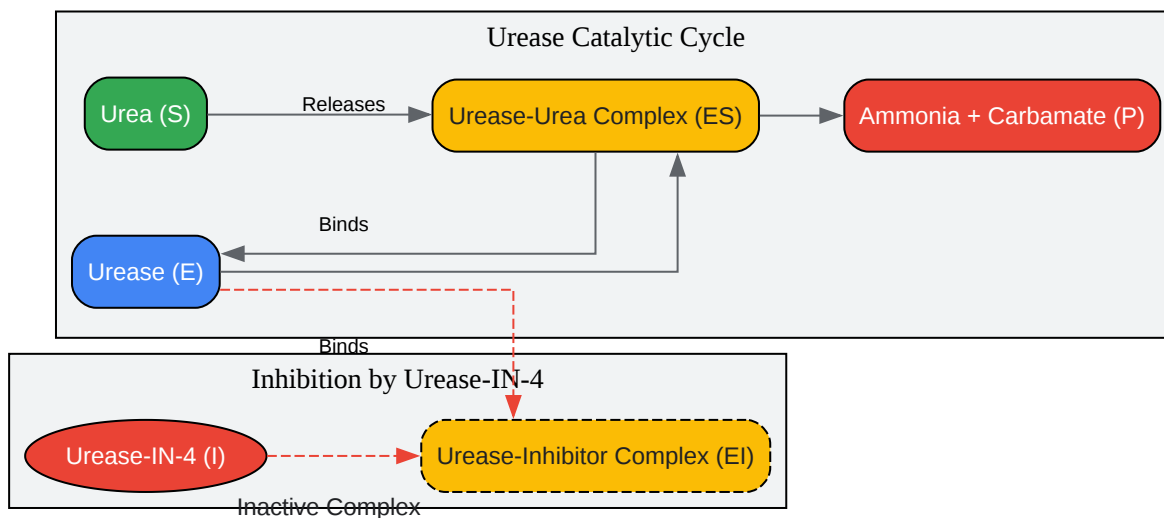 Urease Catalytic Cycle
Urea (S)
Releases
Urease-Urea Complex (ES)
Ammonia + Carbamate (P)
Binds
Urease (E)
Binds
Inhibition by Urease-IN-4
Urease-IN-4 (I)
Urease-Inhibitor Complex (EI)
Inactive Complex